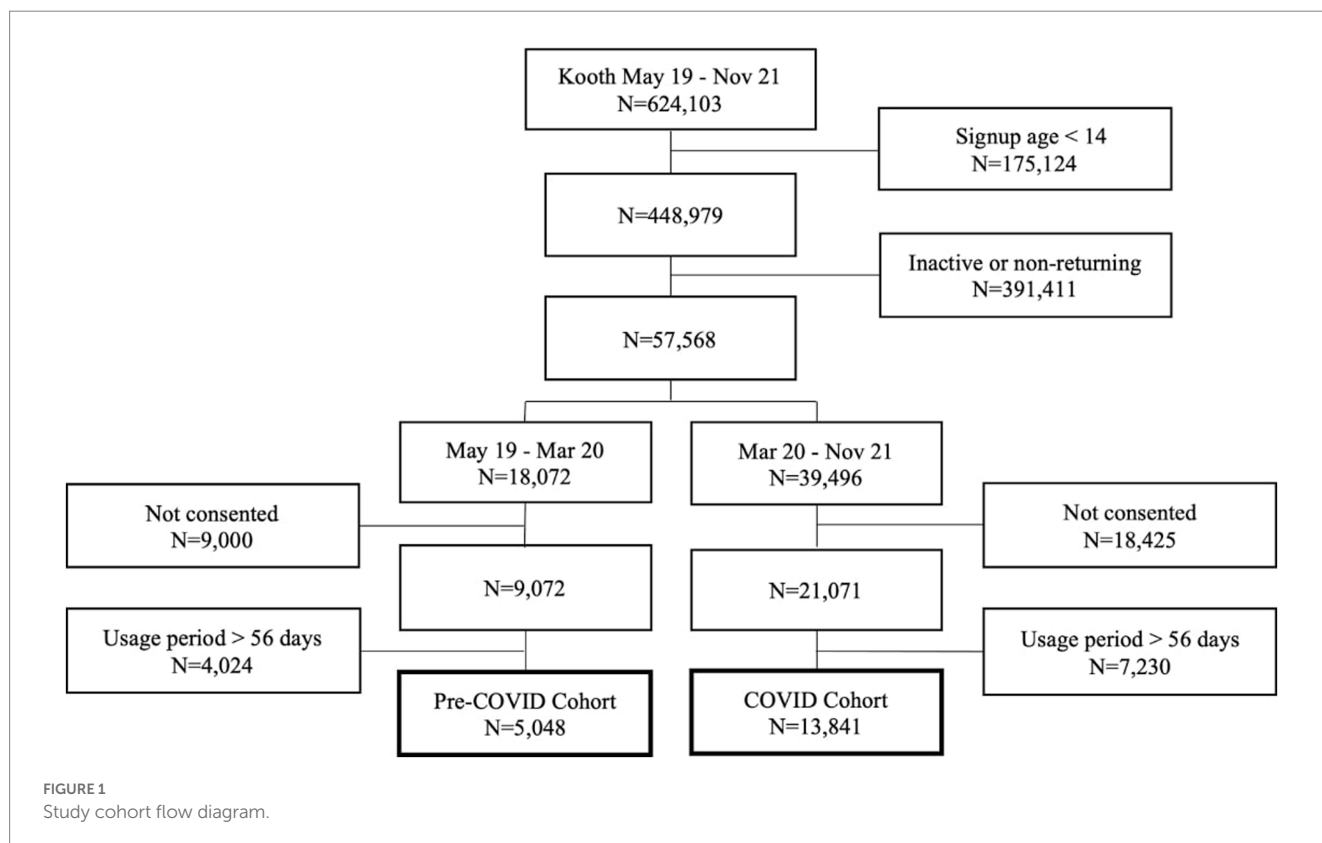 Kooth May 19 - Nov 21
N=624,103
Signup age < 14
N=175,124
N=448,979
Inactive or non-returning
N=391,411
N=57,568
May 19 - Mar 20
N=18,072
Mar 20 - Nov 21
N=39,496
Not consented
N=9,000
Not consented
N=18,425
N=9,072
N=21,071
Usage period > 56 days
N=4,024
Usage period > 56 days
N=7,230
Pre-COVID Cohort
N=5,048
COVID Cohort
N=13,841
FIGURE 1
Study cohort flow diagram.